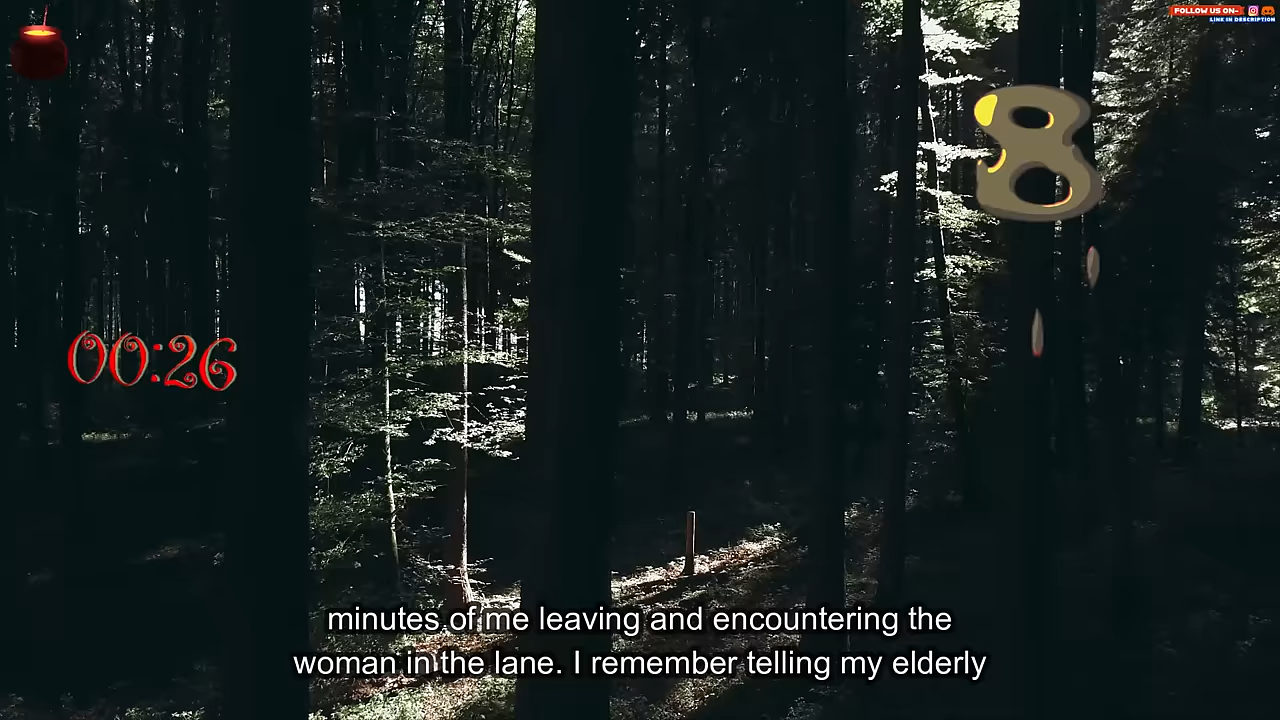 FOLLOW US ON-
LINK IN DESCRIPTION
8
00:26
minutes of me leaving and encountering the
woman in the lane. I remember telling my elderly